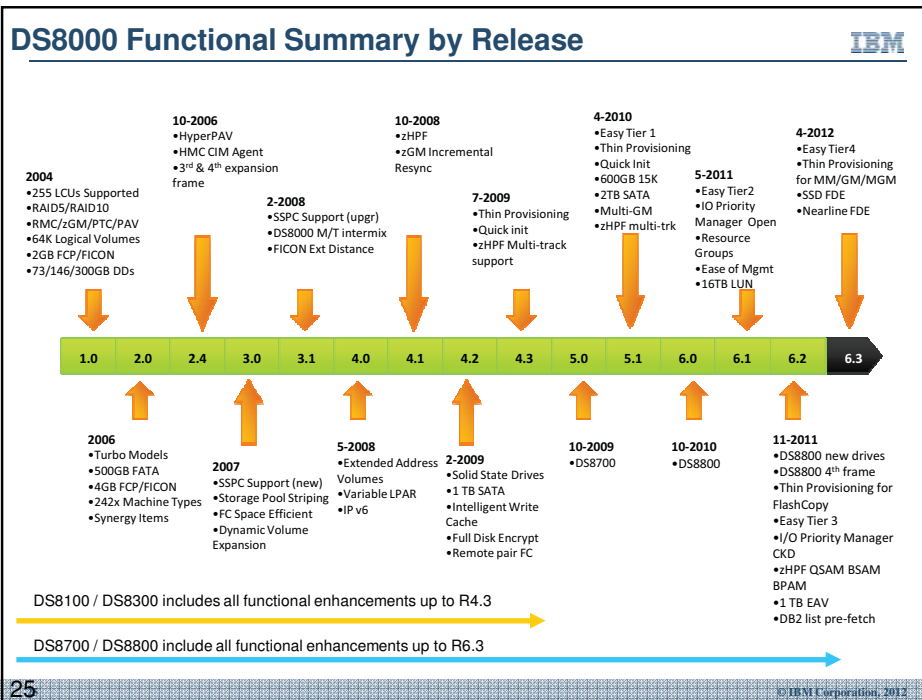 DS8000 Functional Summary by Release
IBM
2004
•255 LCUs Supported
•RAID5/RAID10
•RMC/zGM/PTC/PAV
•64K Logical Volumes
•2GB FCP/FICON
•73/146/300GB DDs
10-2006
•HyperPAV
•HMC CIM Agent
•3rd & 4th expansion
frame
2-2008
•SSPC Support (upgr)
•DS8000 M/T intermix
•FICON Ext Distance
10-2008
•zHPF
•zGM Incremental
Resync
7-2009
•Thin Provisioning
•Quick init
•zHPF Multi-track
support
4-2010
•Easy Tier 1
•Thin Provisioning
•Quick Init
•600GB 15K
•2TB SATA
•Multi-GM
•zHPF multi-trk
5-2011
•Easy Tier2
•IO Priority
Manager Open
•Resource
Groups
•Ease of Mgmt
•16TB LUN
4-2012
•Easy Tier4
•Thin Provisioning
for MM/GM/MGM
•SSD FDE
•Nearline FDE
1.0 2.0 2.4 3.0 3.1 4.0 4.1 4.2 4.3 5.0 5.1 6.0 6.1 6.2 6.3
2006
•Turbo Models
•500GB FATA
•4GB FCP/FICON
•242x Machine Types
•Synergy Items
2007
•SSPC Support (new)
•Storage Pool Striping
•FC Space Efficient
•Dynamic Volume
Expansion
5-2008
•Extended Address
Volumes
•Variable LPAR
•IP v6
2-2009
•Solid State Drives
•1 TB SATA
•Intelligent Write
Cache
•Full Disk Encrypt
•Remote pair FC
10-2009
•DS8700
10-2010
•DS8800
11-2011
•DS8800 new drives
•DS8800 4th frame
•Thin Provisioning for
FlashCopy
•Easy Tier 3
•I/O Priority Manager
CKD
•zHPF QSAM BSAM
BPAM
•1 TB EAV
•DB2 list pre-fetch
DS8100 / DS8300 includes all functional enhancements up to R4.3
DS8700 / DS8800 include all functional enhancements up to R6.3
25
© IBM Corporation, 2012